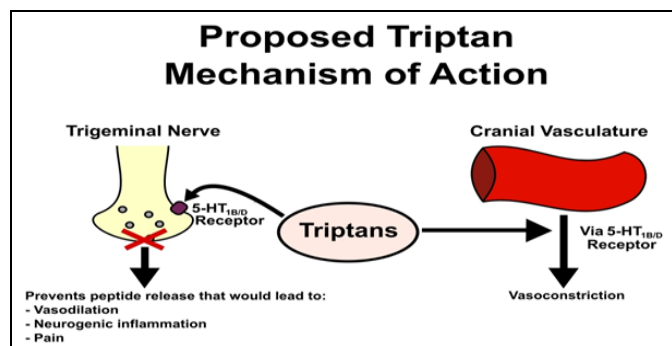 Proposed Triptan
Mechanism of Action
Trigeminal Nerve
5-HT1B/D
Receptor
Prevents peptide release that would lead to:
- Vasodilation
- Neurogenic inflammation
- Pain
Triptans
Cranial Vasculature
Via 5-HT1B/D
Receptor
Vasoconstriction